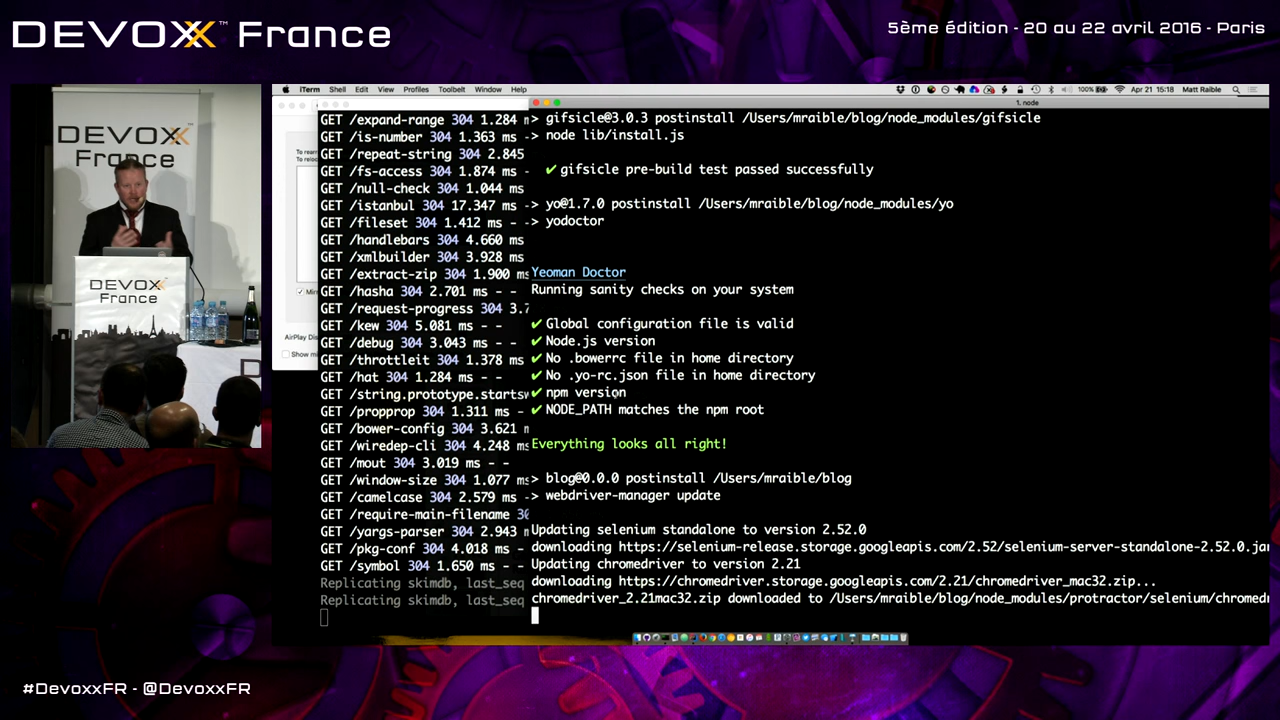 DEVOXX™ France
5ème édition - 20 au 22 avril 2016 - Paris
DEVOXX
France
DEVOXX
France
iTerm Shell Edit View Profiles Toolbelt Window Help
100% Apr 21 15:18 Matt Raible
1. node
AirPlay Dis
GET /expand-range 304 1.284 m
GET /is-number 304 1.363 ms
GET /repeat-string 304 2.845
GET /fs-access 304 1.874 ms -
GET /null-check 304 1.044 ms
GET /istanbul 304 17.347 ms -
GET /fileset 304 1.412 ms - -
GET /handlebars 304 4.660 ms
GET /xmlbuilder 304 3.928 ms
GET /extract-zip 304 1.900 ms
GET /hasha 304 2.701 ms - -
GET /request-progress 304 3.7
GET /kew 304 5.081 ms - -
GET /debug 304 3.043 ms - -
GET /throttleit 304 1.378 ms
GET /hat 304 1.284 ms - -
GET /string.prototype.startsw
GET /propprop 304 1.311 ms -
GET /bower-config 304 3.621 m
GET /wiredep-cli 304 4.248 ms
GET /mout 304 3.019 ms - -
GET /window-size 304 1.077 ms
GET /camelcase 304 2.579 ms -
GET /require-main-filename 30
GET /yargs-parser 304 2.943 m
GET /pkg-conf 304 4.018 ms -
GET /symbol 304 1.650 ms - -
Replicating skimdb, last_seq
Replicating skimdb, last_seq
> gifsicle@3.0.3 postinstall /Users/mraible/blog/node_modules/gifsicle
> node lib/install.js
✔ gifsicle pre-build test passed successfully
> yo@1.7.0 postinstall /Users/mraible/blog/node_modules/yo
> yodoctor
Yeoman Doctor
Running sanity checks on your system
✔ Global configuration file is valid
✔ Node.js version
✔ No .bowerrc file in home directory
✔ No .yo-rc.json file in home directory
✔ npm version
✔ NODE_PATH matches the npm root
Everything looks all right!
> blog@0.0.0 postinstall /Users/mraible/blog
> webdriver-manager update
Updating selenium standalone to version 2.52.0
downloading https://selenium-release.storage.googleapis.com/2.52/selenium-server-standalone-2.52.0.jar
Updating chromedriver to version 2.21
downloading https://chromedriver.storage.googleapis.com/2.21/chromedriver_mac32.zip...
chromedriver_2.21mac32.zip downloaded to /Users/mraible/blog/node_modules/protractor/selenium/chromed
#DevoxxFR - @DevoxxFR